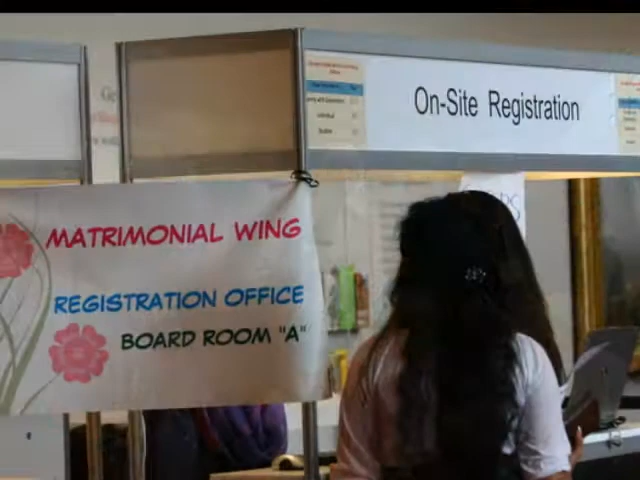 On-Site Registration
MATRIMONIAL WING
REGISTRATION OFFICE
BOARD ROOM "A"